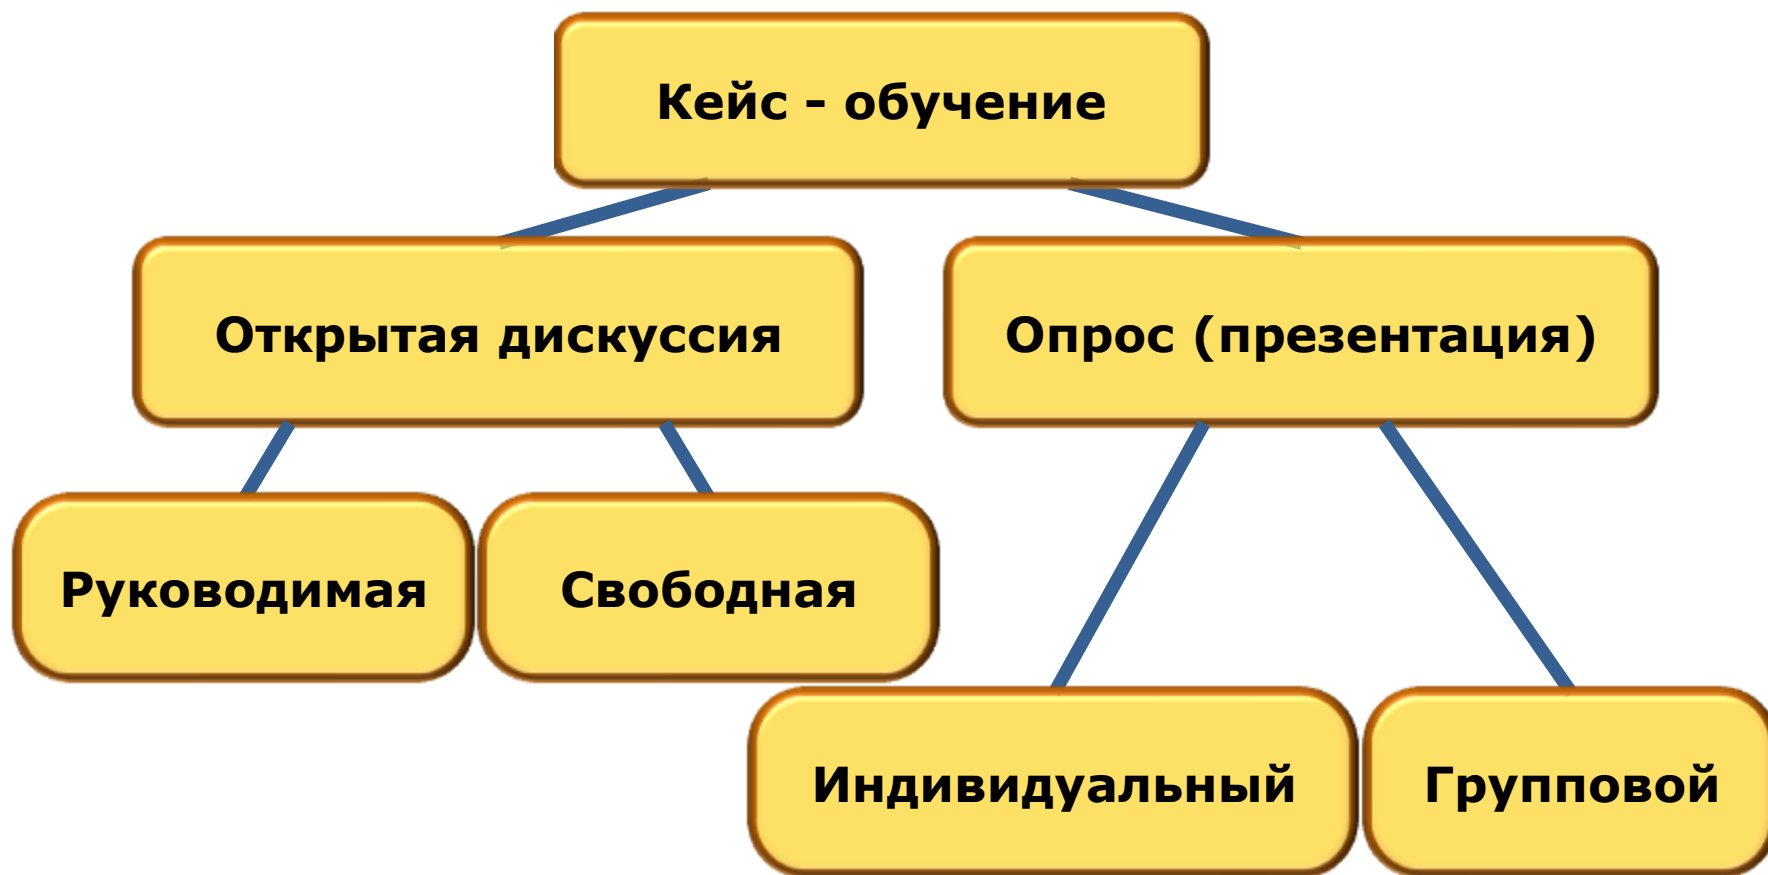 Кейс - обучение
Открытая дискуссия
Опрос (презентация)
Руководимая
Свободная
Индивидуальный
Групповой